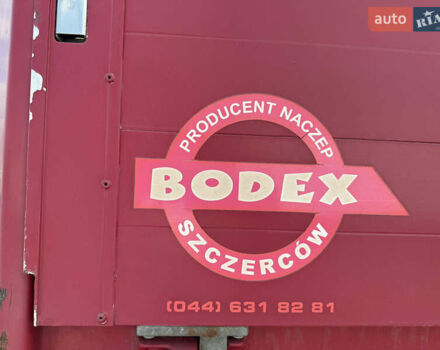 auto RIA
PRODUCENT NACZEP
BODEX
SZCZERCÓW
(044) 631 82 81